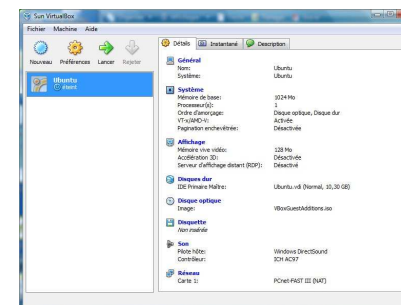 Sun VirtualBox
Fichier Machine Aide
Nouveau Préférences Lancer Rejeter
Ubuntu
éteint
Détails Instantané Description
Général
Nom: Ubuntu
Système: Ubuntu
Système
Mémoire de base: 1024 Mo
Processeur(s): 1
Ordre d'amorçage: Disque optique, Disque dur
VT-x/AMD-V: Activée
Pagination enchevêtrée: Désactivée
Affichage
Mémoire vive vidéo: 128 Mo
Accélération 3D: Désactivée
Serveur d'affichage distant (RDP): Désactivé
Disques dur
IDE Primaire Maître: Ubuntu.vdi (Normal, 10,30 GB)
Disque optique
Image: VBoxGuestAdditions.iso
Disquette
Non insérée
Son
Pilote hôte: Windows DirectSound
Contrôleur: ICH AC97
Réseau
Carte 1: PCnet-FAST III (NAT)